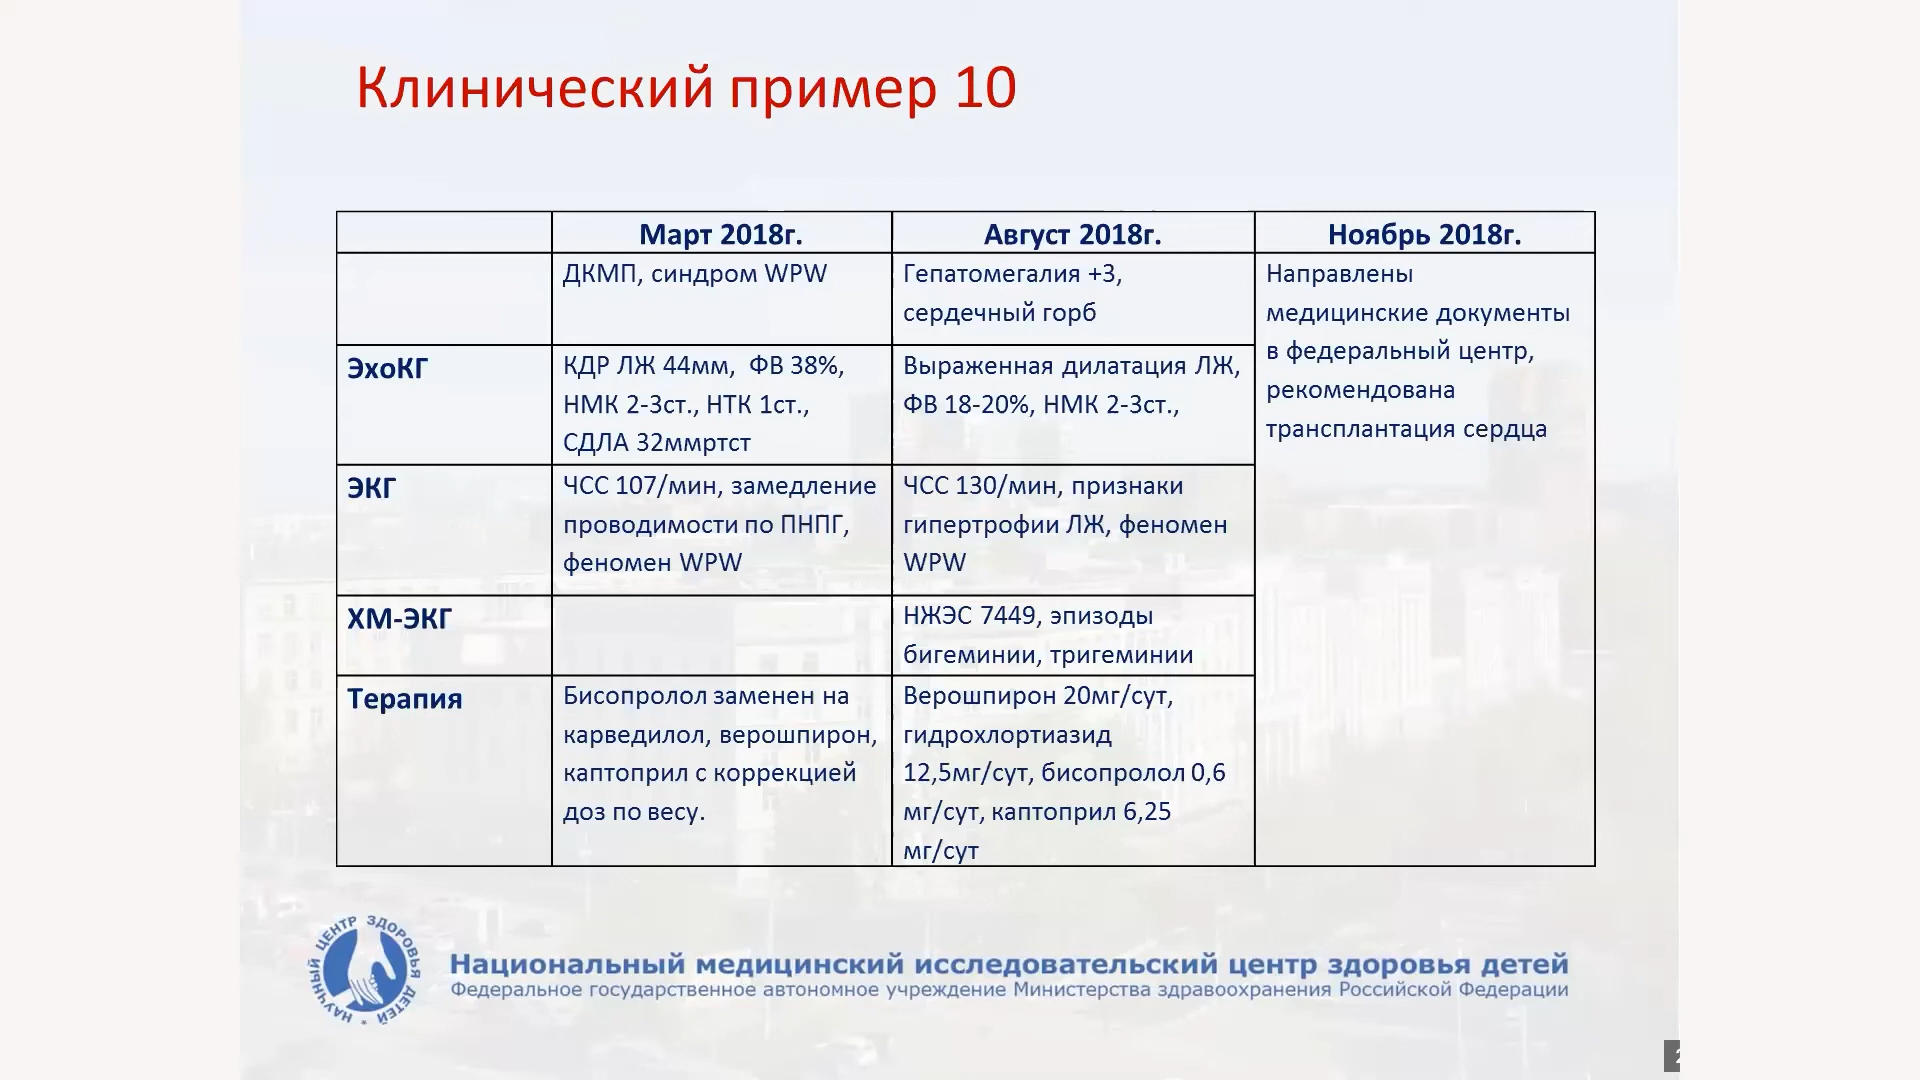 Клинический пример 10
Март 2018г.
Август 2018г.
Ноябрь 2018г.
ДКМП, синдром WPW
Гепатомегалия +3,
сердечный горб
Направлены
медицинские документы
в федеральный центр,
рекомендована
трансплантация сердца
ЭхоКГ
КДР ЛЖ 44мм, ФВ 38%,
НМК 2-3ст., НТК 1ст.,
СДЛА 32ммртст
Выраженная дилатация ЛЖ,
ФВ 18-20%, НМК 2-3ст.,
ЭКГ
ЧСС 107/мин, замедление
проводимости по ПНПГ,
феномен WPW
ЧСС 130/мин, признаки
гипертрофии ЛЖ, феномен
WPW
ХМ-ЭКГ
НЖЭС 7449, эпизоды
бигеминии, тригеминии
Терапия
Бисопролол заменен на
карведилол, верошпирон,
каптоприл с коррекцией
доз по весу.
Верошпирон 20мг/сут,
гидрохлортиазид
12,5мг/сут, бисопролол 0,6
мг/сут, каптоприл 6,25
мг/сут
НАУЧНЫЙ ЦЕНТР ЗДОРОВЬЯ ДЕТЕЙ
Национальный медицинский исследовательский центр здоровья детей
Федеральное государственное автономное учреждение Министерства здравоохранения Российской Федерации